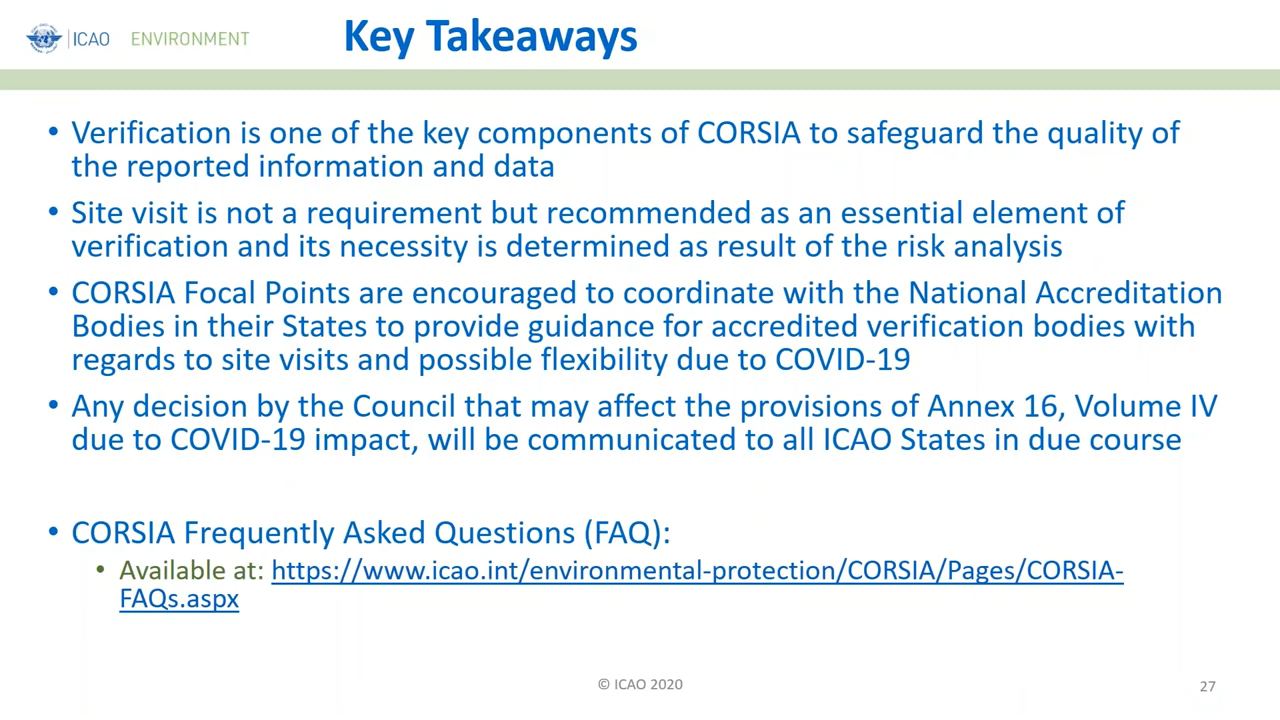 ICAO ENVIRONMENT
Key Takeaways
• Verification is one of the key components of CORSIA to safeguard the quality of
the reported information and data
• Site visit is not a requirement but recommended as an essential element of
verification and its necessity is determined as result of the risk analysis
• CORSIA Focal Points are encouraged to coordinate with the National Accreditation
Bodies in their States to provide guidance for accredited verification bodies with
regards to site visits and possible flexibility due to COVID-19
• Any decision by the Council that may affect the provisions of Annex 16, Volume IV
due to COVID-19 impact, will be communicated to all ICAO States in due course
• CORSIA Frequently Asked Questions (FAQ):
• Available at: https://www.icao.int/environmental-protection/CORSIA/Pages/CORSIA-
FAQs.aspx
© ICAO 2020
27